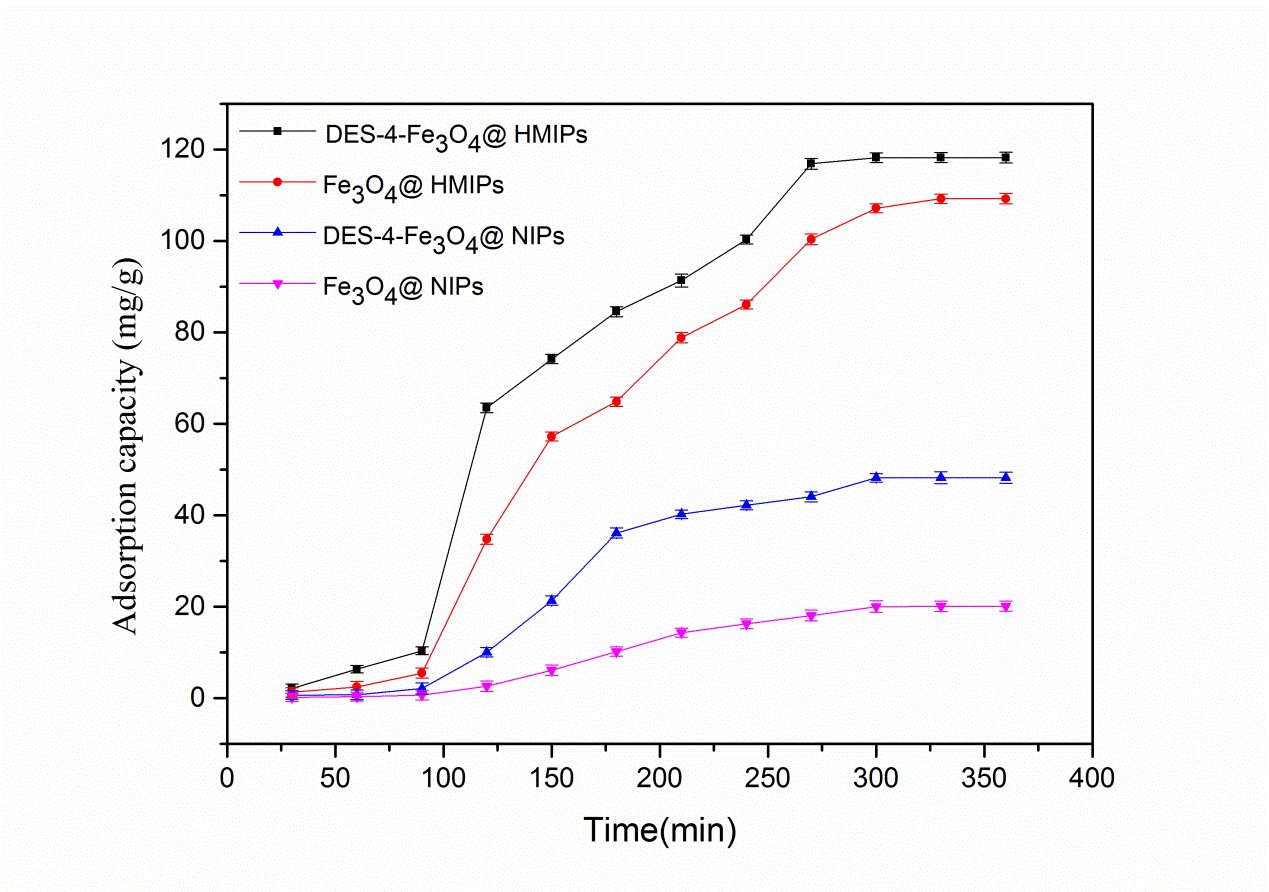 DES-4-Fe3O4@ HMIPs
Fe3O4@ HMIPs
DES-4-Fe3O4@ NIPs
Fe3O4@ NIPs
Adsorption capacity (mg/g)
120
100
80
60
40
20
0
0 50 100 150 200 250 300 350 400
Time(min)